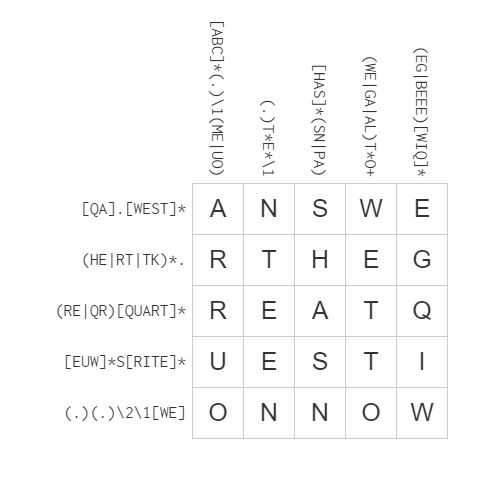 [ABC]*(.)\1(ME|UO)
(.)T*E*\1
[HAS]*(SN|PA)
(WE|GA|AL)T*O+
(EG|BEEE)[WIQ]*
[QA].[WEST]* A N S W E
(HE|RT|TK)*. R T H E G
(RE|QR)[QUART]* R E A T Q
[EUW]*S[RITE]* U E S T I
(.)(.)\2\1[WE] O N N O W